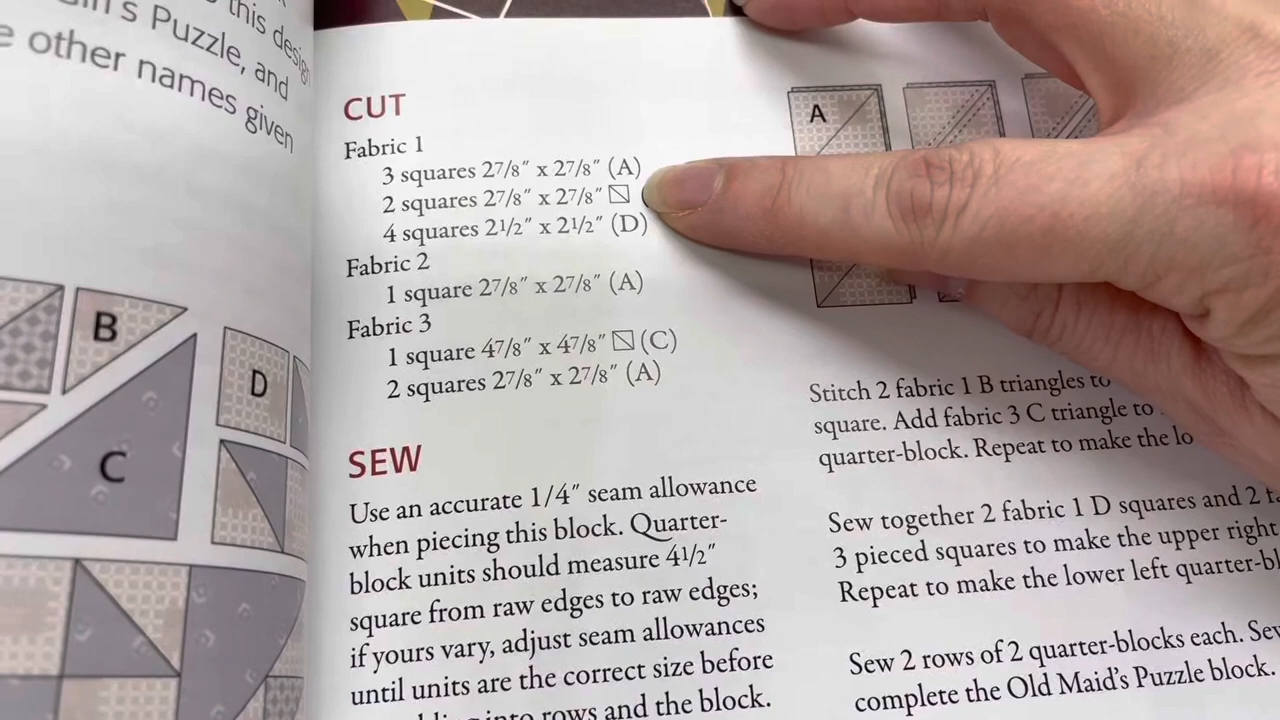 this design
's Puzzle, and
other names given
CUT
Fabric 1
3 squares 27/8" x 27/8" (A)
2 squares 27/8" x 27/8"
4 squares 21/2" x 21/2" (D)
Fabric 2
1 square 27/8" x 27/8" (A)
Fabric 3
1 square 47/8" x 47/8" (C)
2 squares 27/8" x 27/8" (A)
SEW
Use an accurate 1/4" seam allowance
when piecing this block. Quarter-
block units should measure 41/2"
square from raw edges to raw edges;
if yours vary, adjust seam allowances
until units are the correct size before
into rows and the block.
A
Stitch 2 fabric 1 B triangles to
square. Add fabric 3 C triangle to
quarter-block. Repeat to make the lo
Sew together 2 fabric 1 D squares and 2
3 pieced squares to make the upper right
Repeat to make the lower left quarter-bl
Sew 2 rows of 2 quarter-blocks each. Sew
complete the Old Maid's Puzzle block.
B
D
C